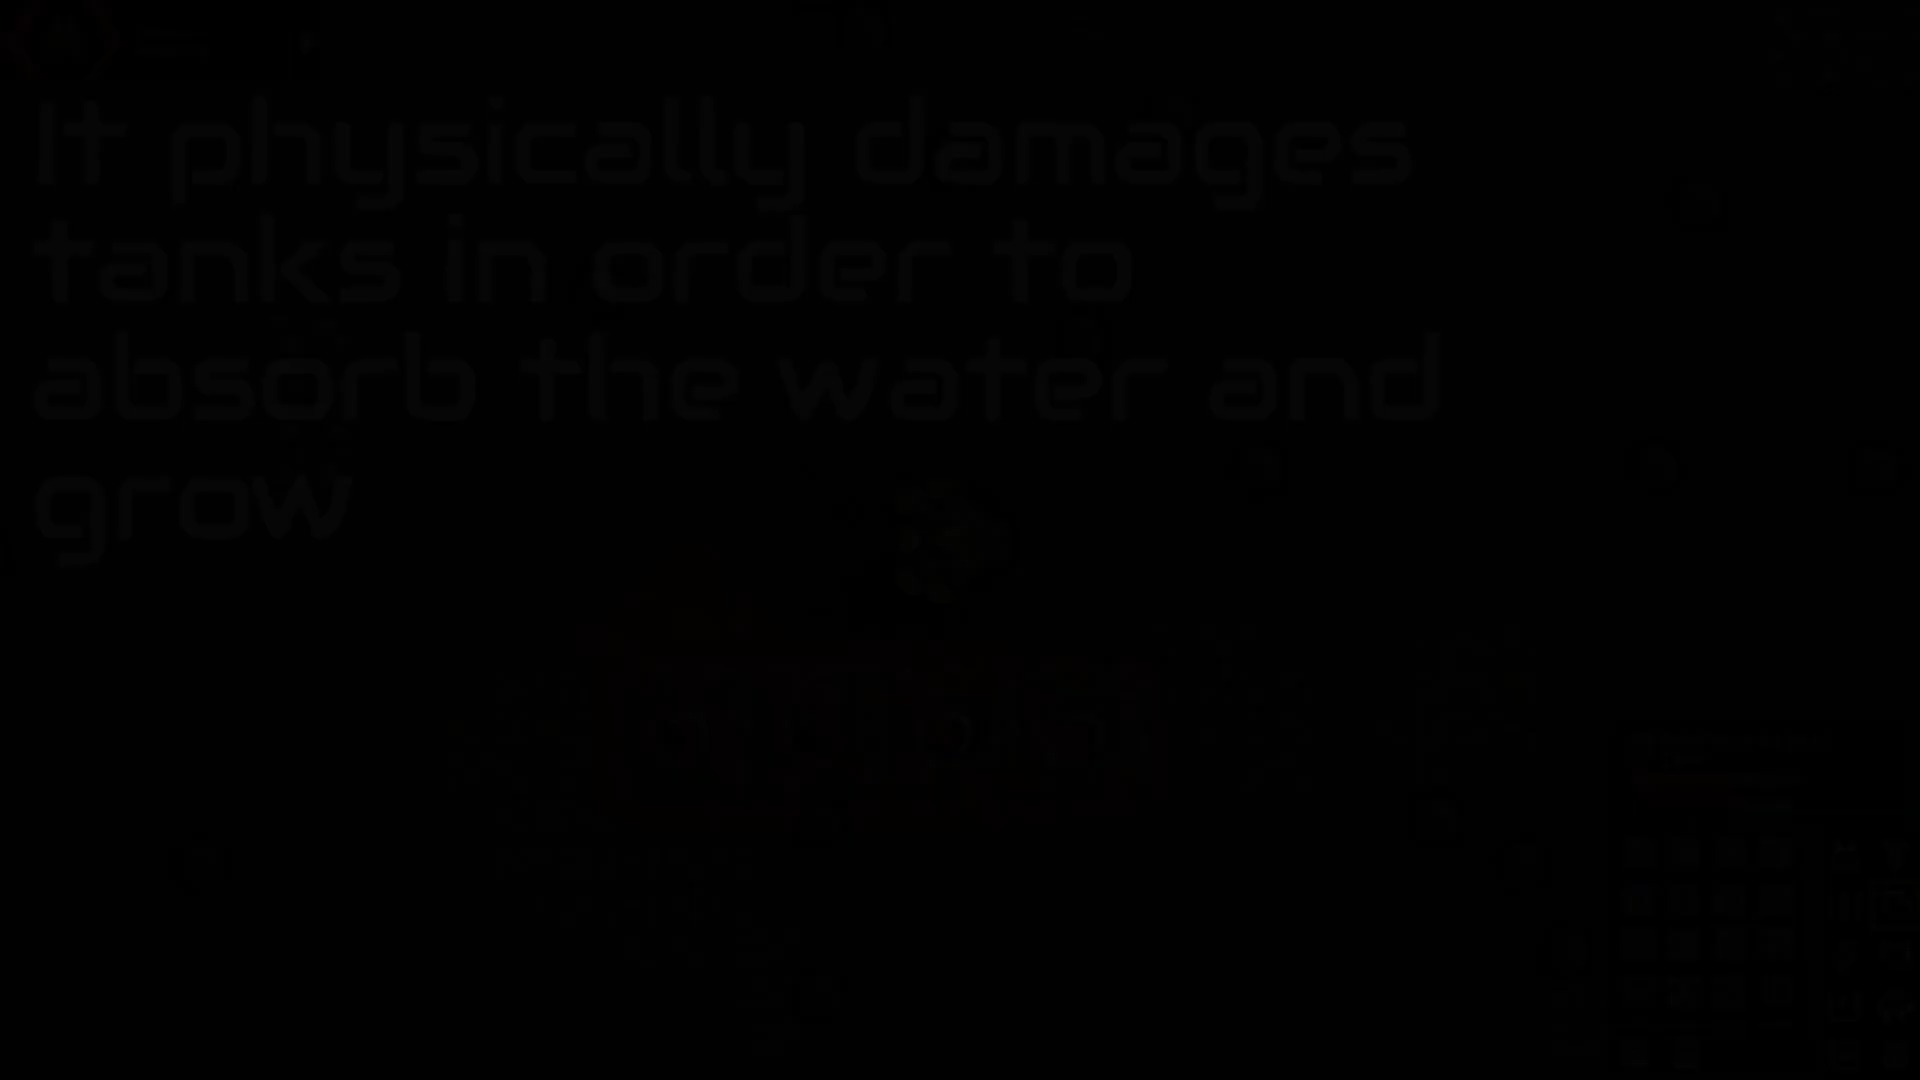 It physically damages
tanks in order to
absorb the water and
grow